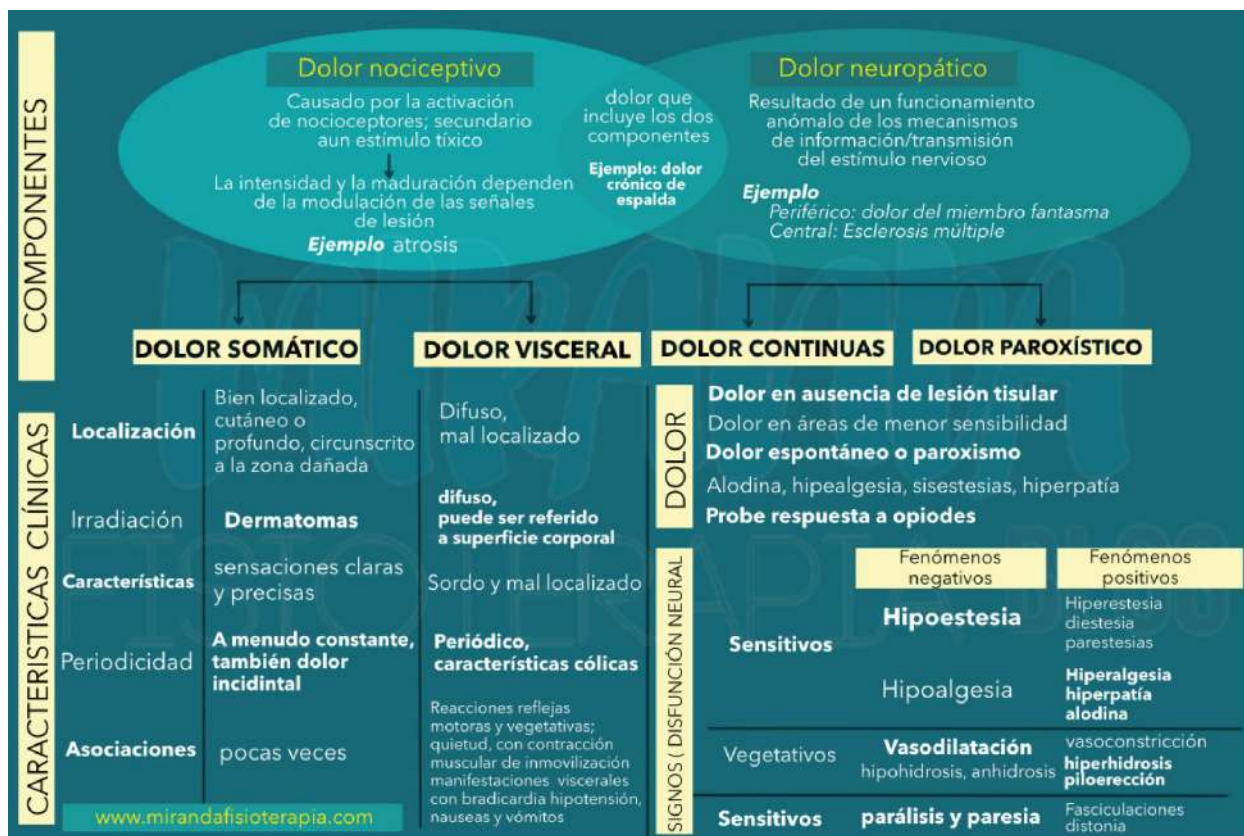 COMPONENTES
Dolor nociceptivo
Causado por la activación
de nocioceptores; secundario
aun estímulo tíxico
La intensidad y la maduración dependen
de la modulación de las señales
de lesión
Ejemplo atrosis
dolor que
incluye los dos
componentes
Ejemplo: dolor
crónico de
espalda
Dolor neuropático
Resultado de un funcionamiento
anómalo de los mecanismos
de información/transmisión
del estímulo nervioso
Ejemplo
Periférico: dolor del miembro fantasma
Central: Esclerosis múltiple
DOLOR SOMÁTICO
DOLOR VISCERAL
DOLOR CONTINUAS
DOLOR PAROXÍSTICO
CARACTERISTICAS CLÍNICAS
Localización
Bien localizado,
cutáneo o
profundo, circunscrito
a la zona dañada
Difuso,
mal localizado
Irradiación
Dermatomas
difuso,
puede ser referido
a superficie corporal
Características
sensaciones claras
y precisas
Sordo y mal localizado
Periodicidad
A menudo constante,
también dolor
incidintal
Periódico,
características cólicas
Asociaciones
pocas veces
Reacciones reflejas
motoras y vegetativas;
quietud, con contracción
muscular de inmovilización
manifestaciones viscerales
con bradicardia hipotensión,
nauseas y vómitos
www.mirandafisioterapia.com
DOLOR
Dolor en ausencia de lesión tisular
Dolor en áreas de menor sensibilidad
Dolor espontáneo o paroxismo
Alodina, hipealgesia, sisestesias, hiperpatía
Probe respuesta a opiodes
SIGNOS ( DISFUNCIÓN NEURAL
Fenómenos
negativos
Fenómenos
positivos
Sensitivos
Hipoestesia
Hiperestesia
diestesia
parestesias
Hipoalgesia
Hiperalgesia
hiperpatía
alodina
Vegetativos
Vasodilatación
hipohidrosis, anhidrosis
vasoconstricción
hiperhidrosis
piloerección
Sensitivos
parálisis y paresia
Fasciculaciones
distonia
MIRANDA
FISIOTERAPIA BLOG